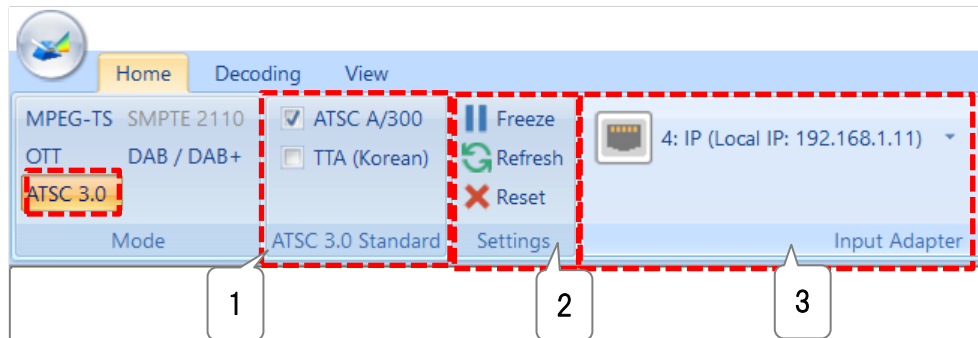 Home Decoding View
MPEG-TS SMPTE 2110
OTT DAB / DAB+
ATSC 3.0
Mode
ATSC A/300
TTA (Korean)
ATSC 3.0 Standard
Freeze
Refresh
Reset
Settings
4: IP (Local IP: 192.168.1.11)
Input Adapter
1
2
3